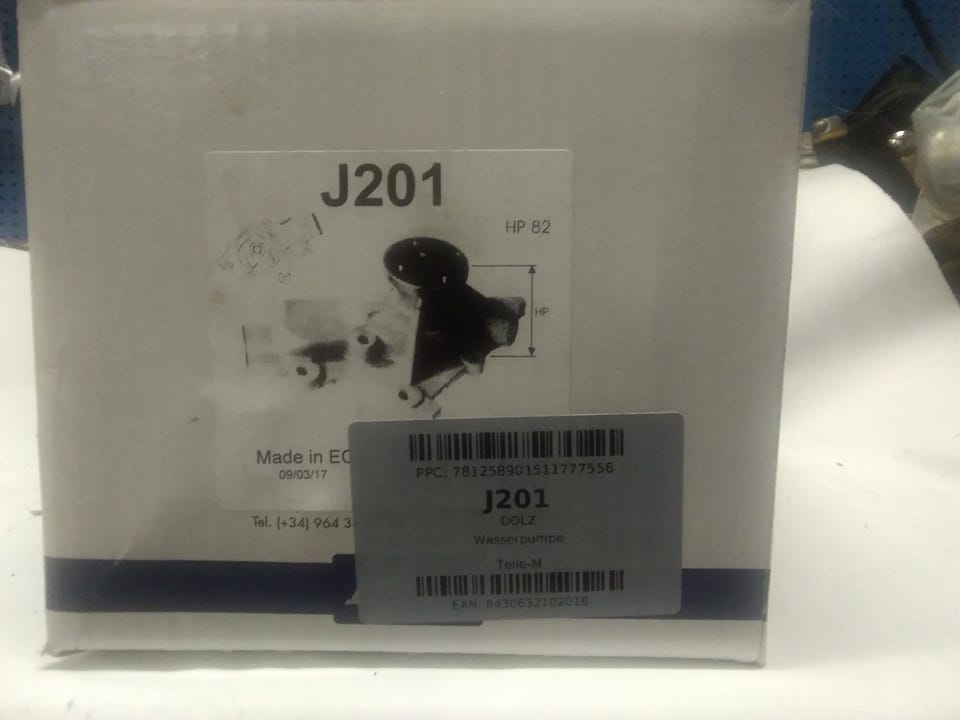 J201
HP 82
HP
Made in EC
09/03/17
Tel. (+34) 964 3
PPC: 781258901511777556
J201
DOLZ
Wasserpumpe
Teile-M
EAN: 8430632102018